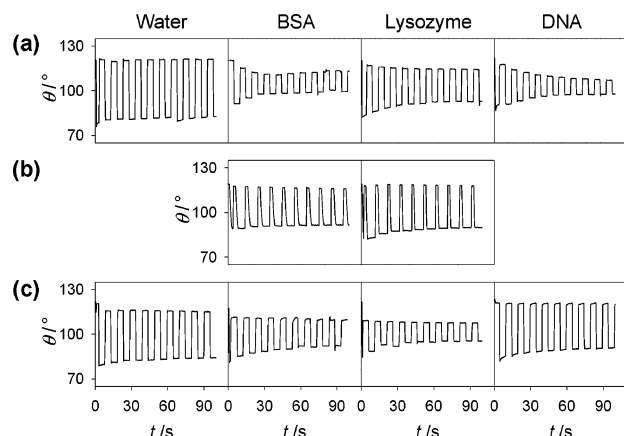 Water BSA Lysozyme DNA
(a)
130
100
70
θ/°
(b)
130
100
70
θ/°
(c)
130
100
70
θ/°
0 30 60 90 0 30 60 90 0 30 60 90 0 30 60 90
t /s t /s t /s t /s